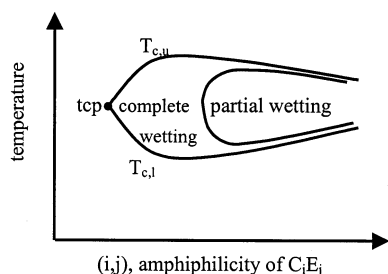 T_c,u
tcp
complete
wetting
partial wetting
T_c,l
temperature
(i,j), amphiphilicity of C_iE_j